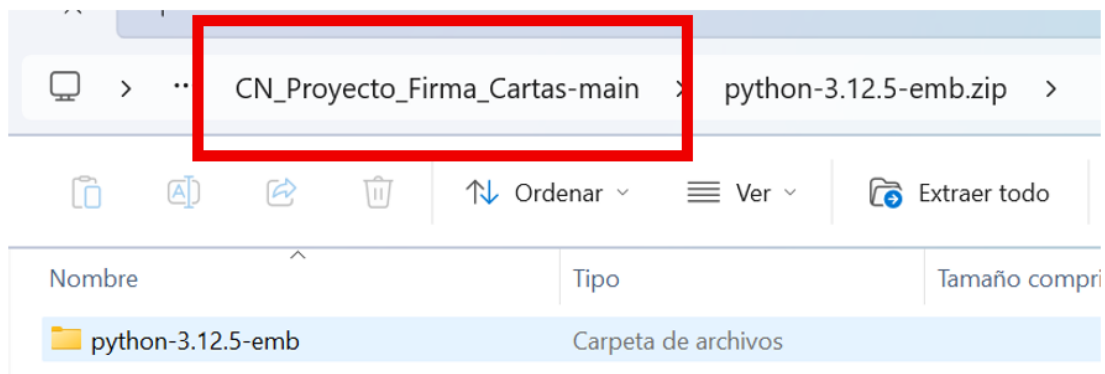 CN_Proyecto_Firma_Cartas-main > python-3.12.5-emb.zip >
Ordenar Ver Extraer todo
Nombre Tipo Tamaño compri
python-3.12.5-emb Carpeta de archivos